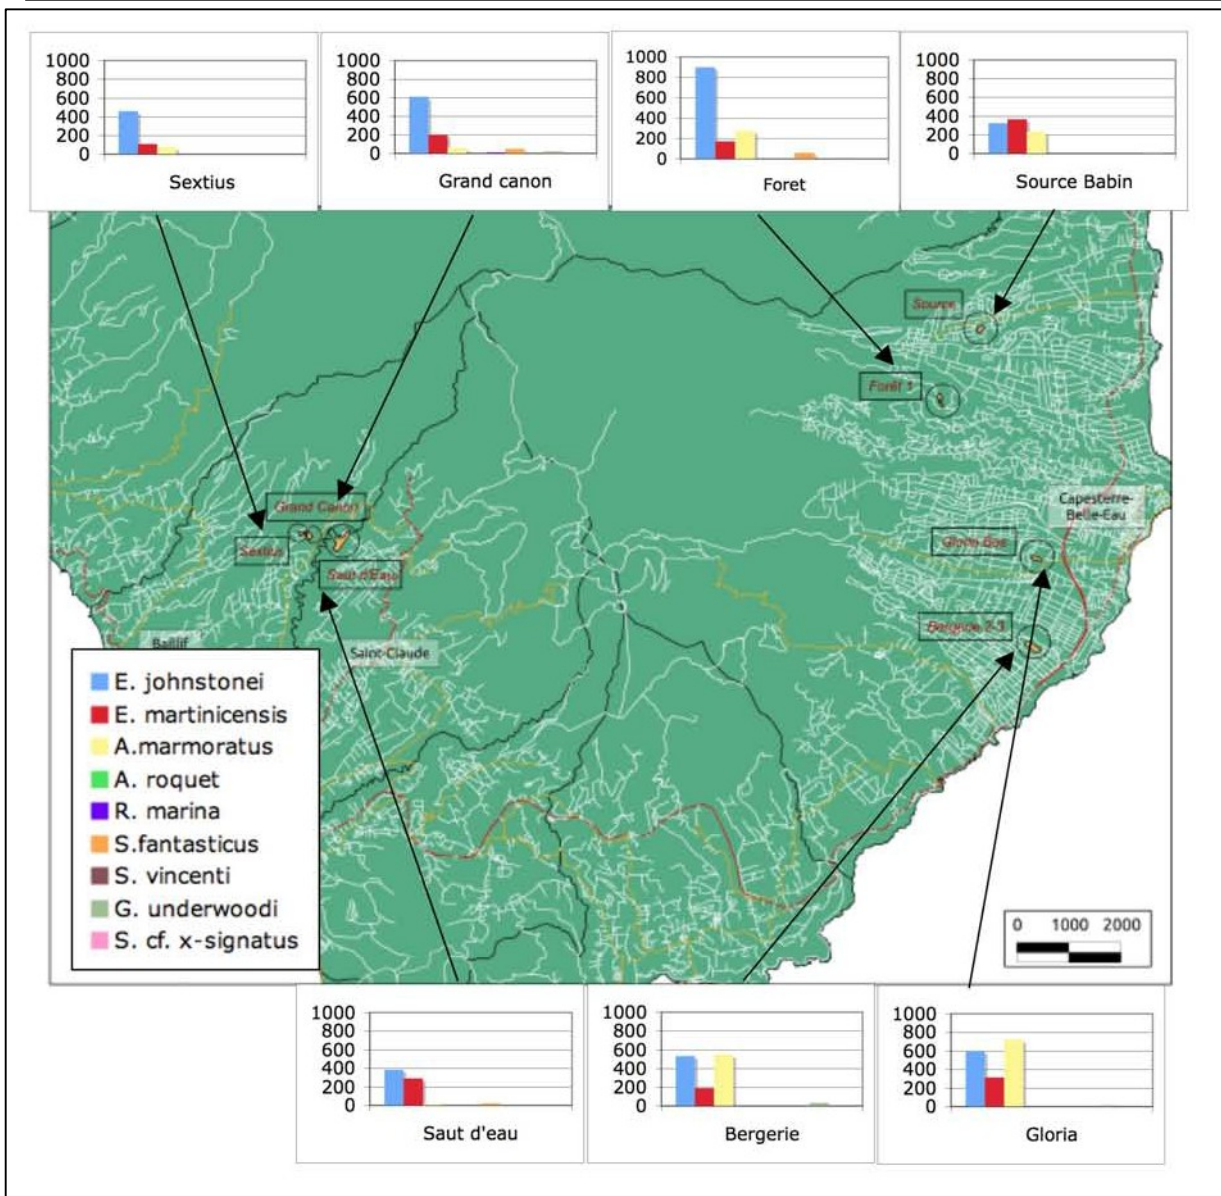 1000
800
600
400
200
0
Sextius
1000
800
600
400
200
0
Grand canon
1000
800
600
400
200
0
Foret
1000
800
600
400
200
0
Source Babin
Source
Forêt 1
Capesterre-
Belle-Eau
Grand Canon
Sextius
Saut d'Eau
Gloria Bas
Bergerie 2-3
Baillif
Saint-Claude
E. johnstonei
E. martinicensis
A.marmoratus
A. roquet
R. marina
S.fantasticus
S. vincenti
G. underwoodi
S. cf. x-signatus
0 1000 2000
1000
800
600
400
200
0
Saut d'eau
1000
800
600
400
200
0
Bergerie
1000
800
600
400
200
0
Gloria